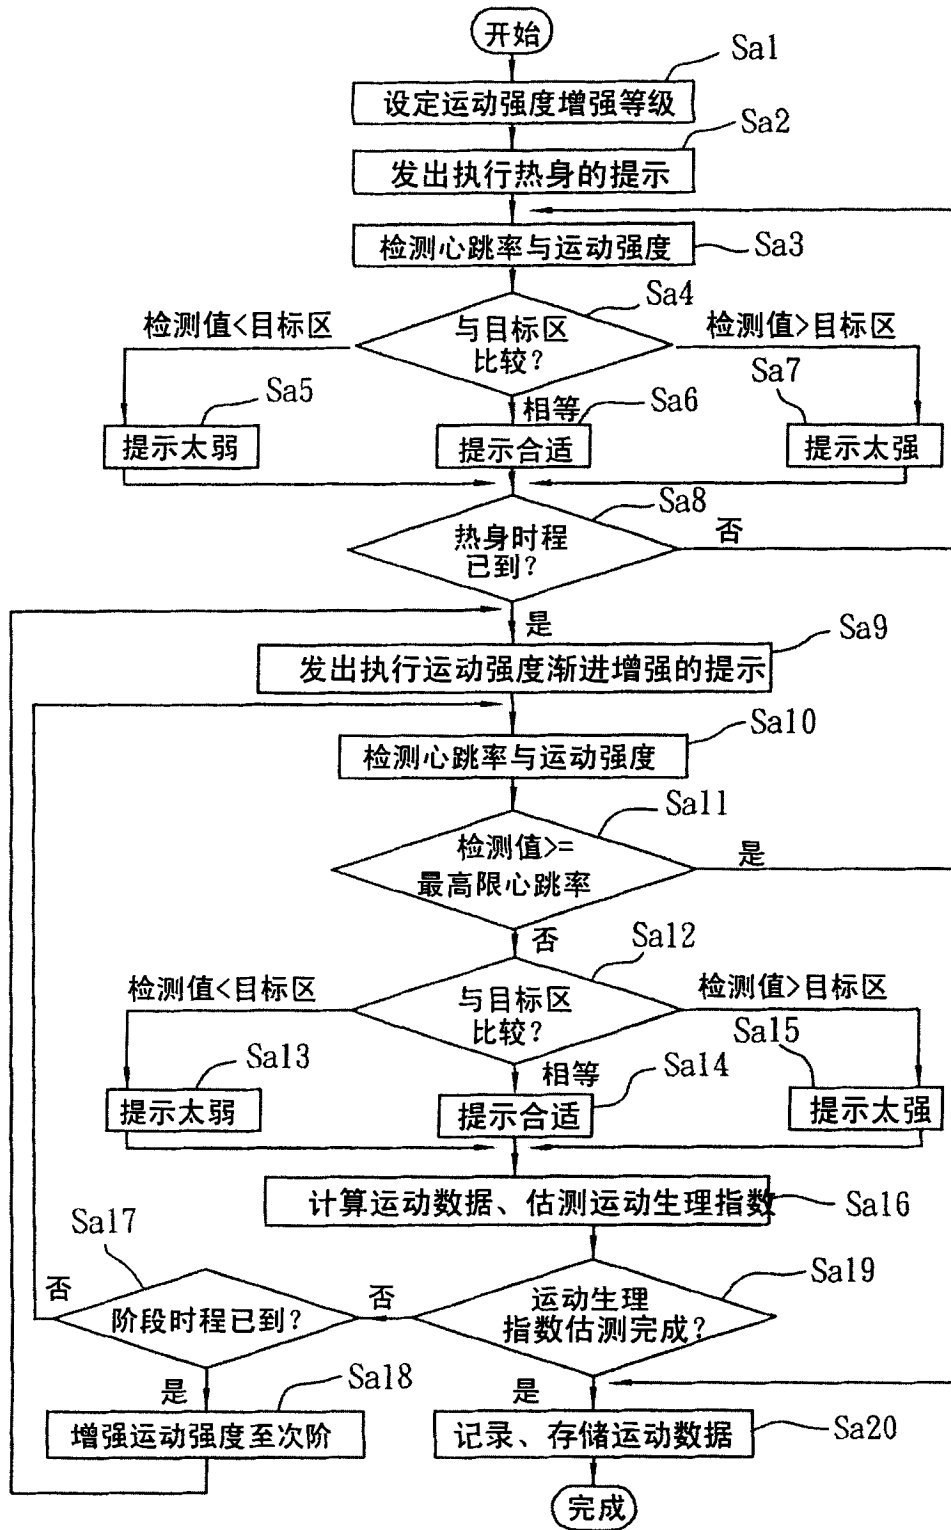 开始
Sa1
设定运动强度增强等级
Sa2
发出执行热身的提示
检测心跳率与运动强度
Sa3
Sa4
检测值<目标区
与目标区
比较?
检测值>目标区
Sa5
相等
Sa6
Sa7
提示太弱
提示合适
提示太强
Sa8
热身时程
已到?
否
是
Sa9
发出执行运动强度渐进增强的提示
Sa10
检测心跳率与运动强度
Sa11
检测值>=
最高限心跳率
是
否
Sa12
检测值<目标区
与目标区
比较?
检测值>目标区
Sa13
相等
Sa14
Sa15
提示太弱
提示合适
提示太强
计算运动数据、估测运动生理指数
Sa16
Sa17
Sa19
否
阶段时程已到?
否
运动生理
指数估测完成?
是
Sa18
是
增强运动强度至次阶
记录、存储运动数据
Sa20
完成